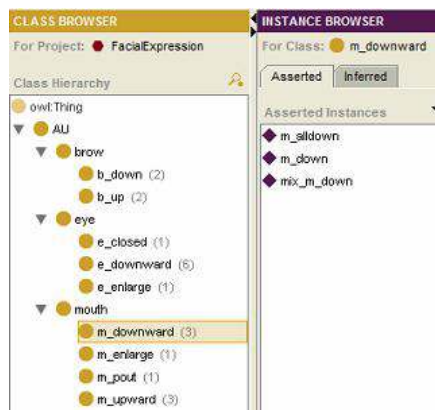 CLASS BROWSER
For Project: FacialExpression
Class Hierarchy
owl:Thing
AU
brow
b_down (2)
b_up (2)
eye
e_closed (1)
e_downward (6)
e_enlarge (1)
mouth
m_downward (3)
m_enlarge (1)
m_pout (1)
m_upward (3)
INSTANCE BROWSER
For Class: m_downward
Asserted Inferred
Asserted Instances
m_alldown
m_down
mix_m_down